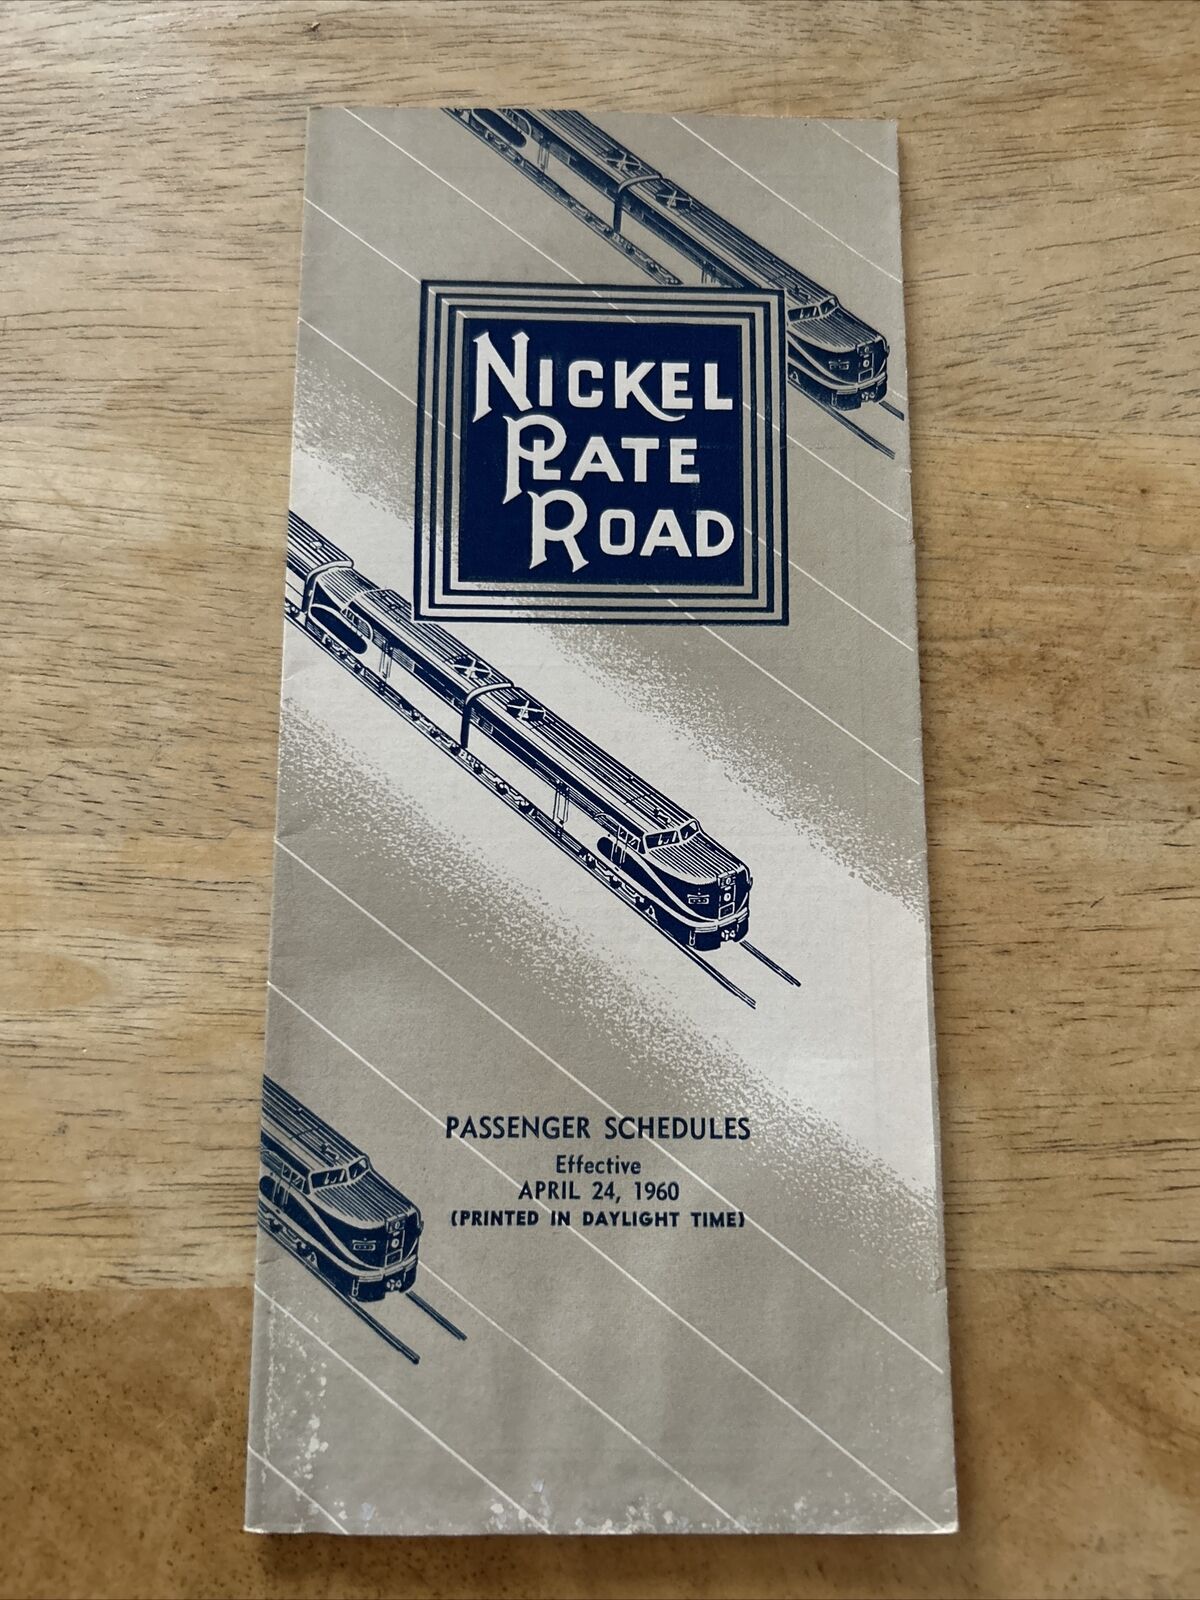 NICKEL
PLATE
ROAD
PASSENGER SCHEDULES
Effective
APRIL 24, 1960
(PRINTED IN DAYLIGHT TIME)